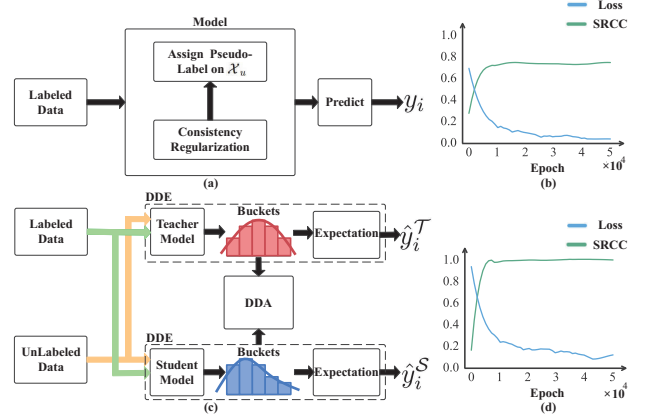 Model
Assign Pseudo-
Label on 𝒳u
Labeled
Data
Consistency
Regularization
Predict
yi
(a)
Loss
SRCC
1.0
0.8
0.6
0.4
0.2
0.0
0 1 2 3 4 5
×10⁴
Epoch
(b)
DDE
Labeled
Data
Teacher
Model
Buckets
Expectation
ŷi𝒯
DDA
UnLabeled
Data
DDE
Student
Model
Buckets
Expectation
ŷi𝒮
(c)
Loss
SRCC
1.0
0.8
0.6
0.4
0.2
0.0
0 1 2 3 4 5
×10⁴
Epoch
(d)